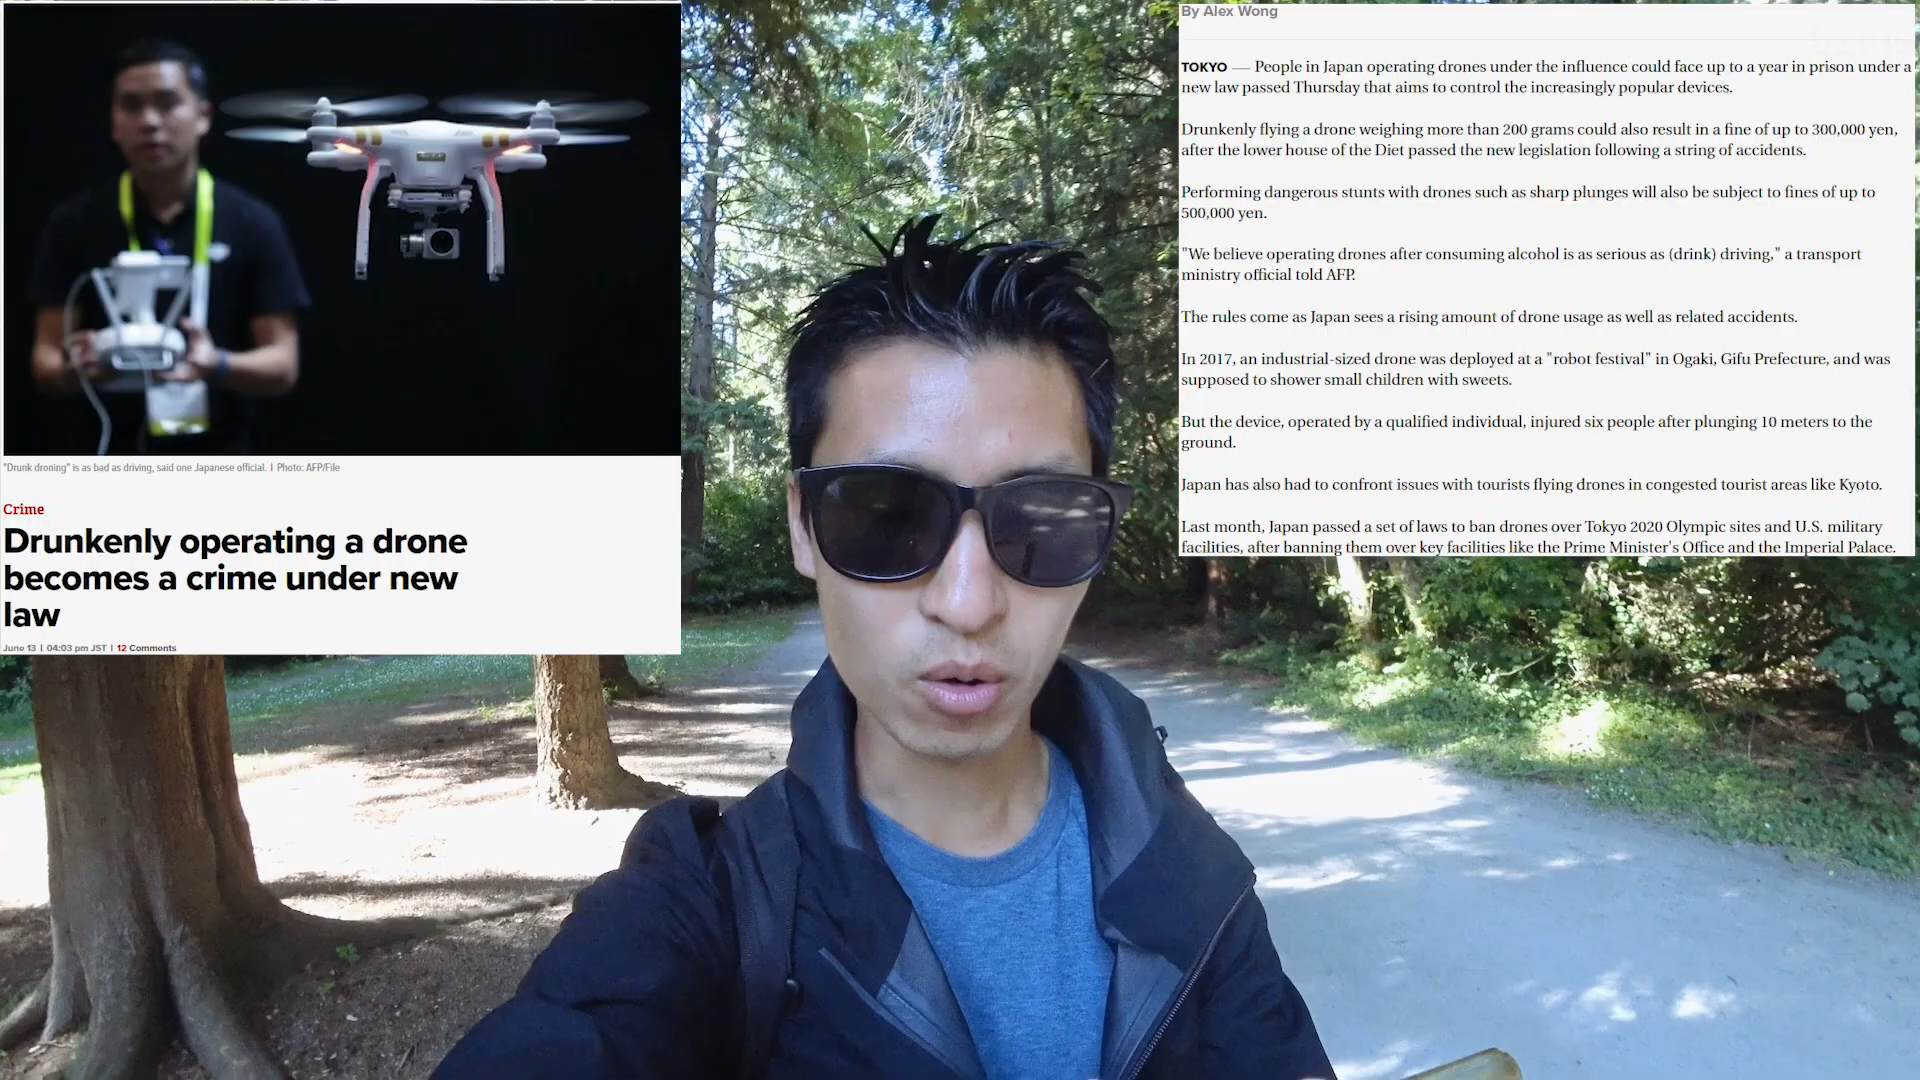 "Drunk droning" is as bad as driving, said one Japanese official. | Photo: AFP/File
Crime
Drunkenly operating a drone
becomes a crime under new
law
June 13 | 04:03 pm JST | 12 Comments
By Alex Wong
TOKYO — People in Japan operating drones under the influence could face up to a year in prison under a
new law passed Thursday that aims to control the increasingly popular devices.
Drunkenly flying a drone weighing more than 200 grams could also result in a fine of up to 300,000 yen,
after the lower house of the Diet passed the new legislation following a string of accidents.
Performing dangerous stunts with drones such as sharp plunges will also be subject to fines of up to
500,000 yen.
"We believe operating drones after consuming alcohol is as serious as (drink) driving," a transport
ministry official told AFP.
The rules come as Japan sees a rising amount of drone usage as well as related accidents.
In 2017, an industrial-sized drone was deployed at a "robot festival" in Ogaki, Gifu Prefecture, and was
supposed to shower small children with sweets.
But the device, operated by a qualified individual, injured six people after plunging 10 meters to the
ground.
Japan has also had to confront issues with tourists flying drones in congested tourist areas like Kyoto.
Last month, Japan passed a set of laws to ban drones over Tokyo 2020 Olympic sites and U.S. military
facilities, after banning them over key facilities like the Prime Minister's Office and the Imperial Palace.